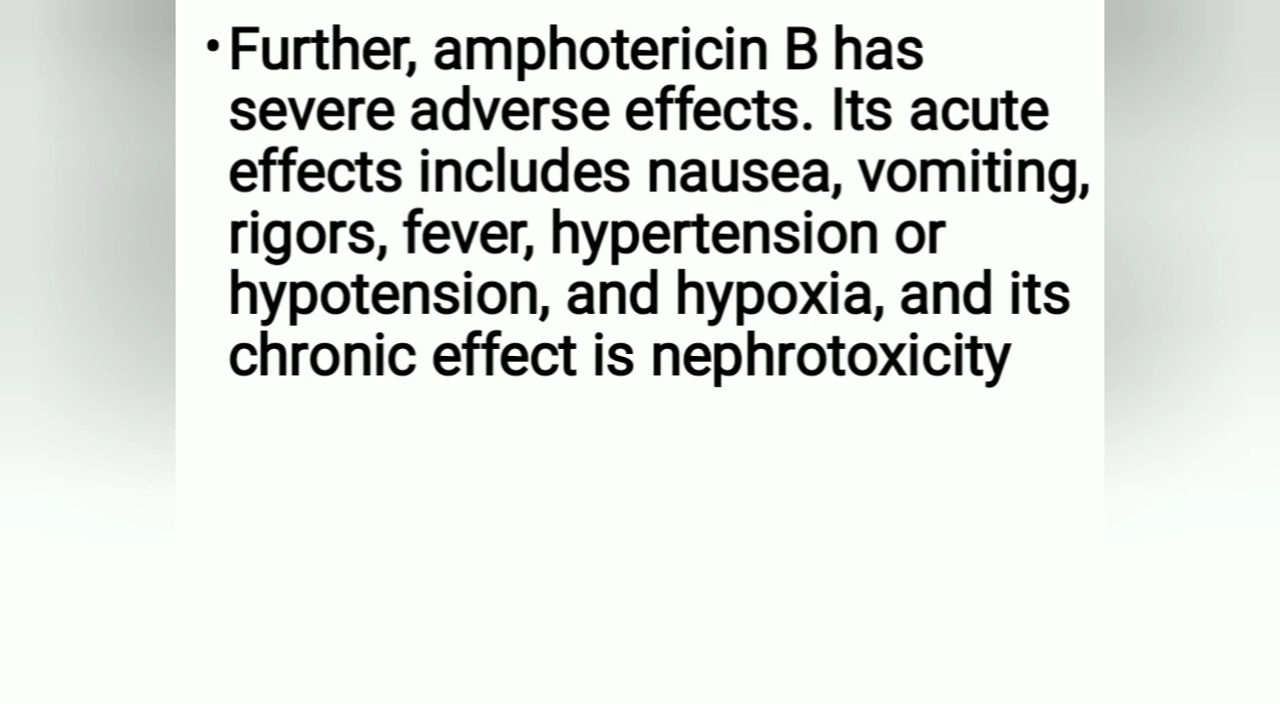 •Further, amphotericin B has
severe adverse effects. Its acute
effects includes nausea, vomiting,
rigors, fever, hypertension or
hypotension, and hypoxia, and its
chronic effect is nephrotoxicity